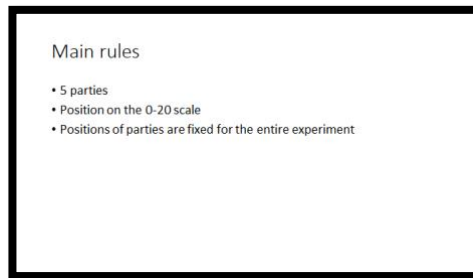 Main rules
• 5 parties
• Position on the 0-20 scale
• Positions of parties are fixed for the entire experiment